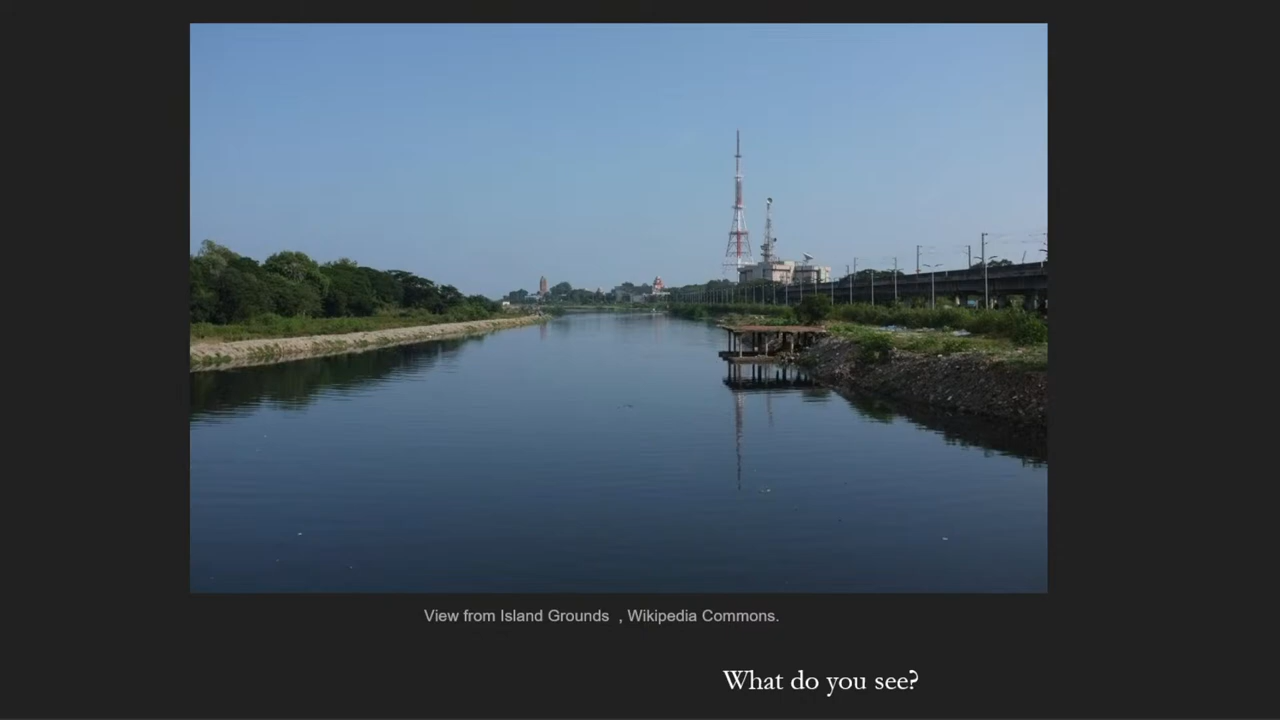 View from Island Grounds , Wikipedia Commons.
What do you see?